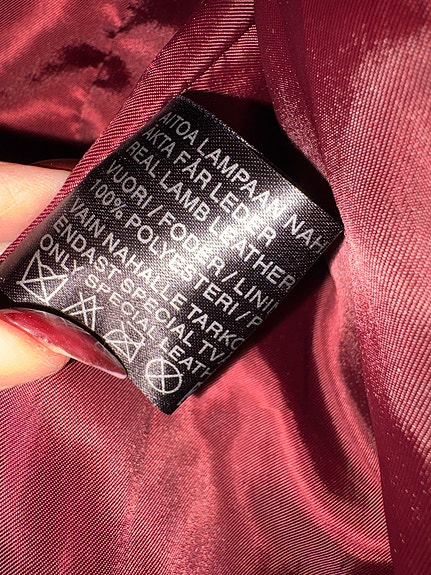 AITOA LAMPAAN NAH
ÄKTA FÅR LEDER
REAL LAMB LEATHER
VUORI / FODER / LINI
100% POLYESTERI / P
VAIN NAHALLE TARKO
ENDAST SPECIAL TV
ONLY SPECIAL LEATH